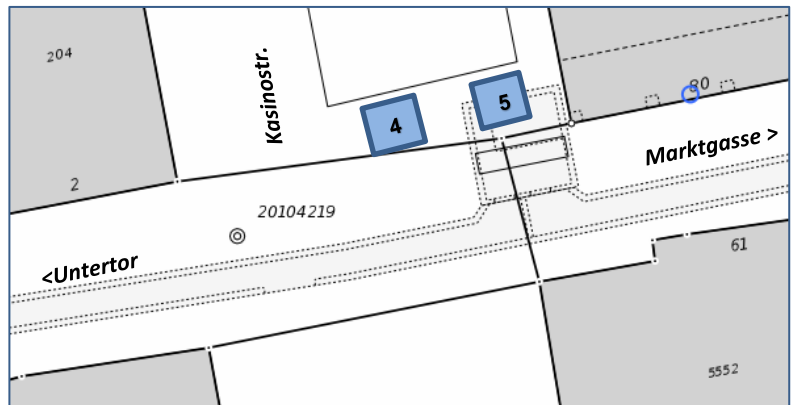 204
Kasinostr.
4
5
80
Marktgasse >
2
20104219
<Untertor
61
5552